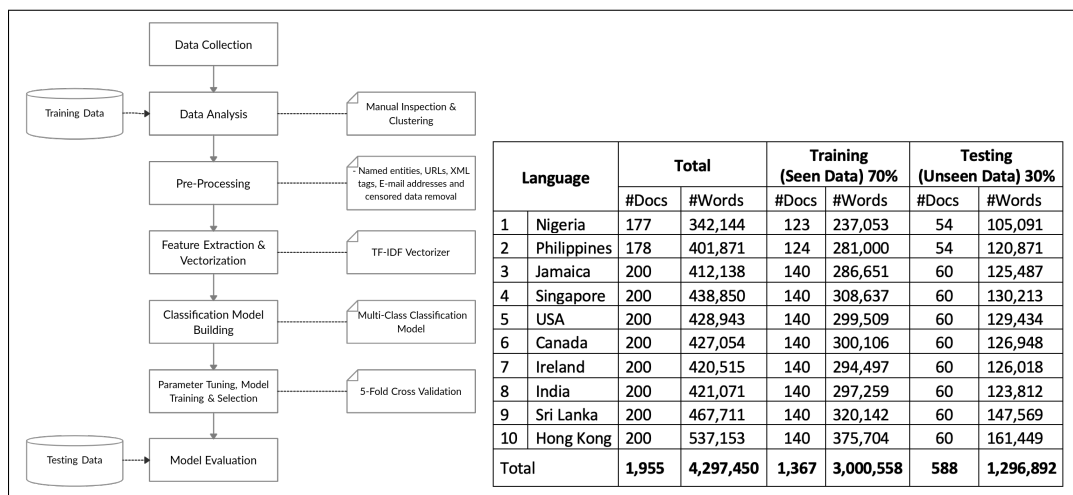 Data Collection
Training Data
Data Analysis
Manual Inspection &
Clustering
Pre-Processing
- Named entities, URLs, XML
tags, E-mail addresses and
censored data removal
Feature Extraction &
Vectorization
TF-IDF Vectorizer
Classification Model
Building
Multi-Class Classification
Model
Parameter Tuning, Model
Training & Selection
5-Fold Cross Validation
Testing Data
Model Evaluation
Language Total Training (Seen Data) 70% Testing (Unseen Data) 30%
#Docs #Words #Docs #Words #Docs #Words
1 Nigeria 177 342,144 123 237,053 54 105,091
2 Philippines 178 401,871 124 281,000 54 120,871
3 Jamaica 200 412,138 140 286,651 60 125,487
4 Singapore 200 438,850 140 308,637 60 130,213
5 USA 200 428,943 140 299,509 60 129,434
6 Canada 200 427,054 140 300,106 60 126,948
7 Ireland 200 420,515 140 294,497 60 126,018
8 India 200 421,071 140 297,259 60 123,812
9 Sri Lanka 200 467,711 140 320,142 60 147,569
10 Hong Kong 200 537,153 140 375,704 60 161,449
Total 1,955 4,297,450 1,367 3,000,558 588 1,296,892